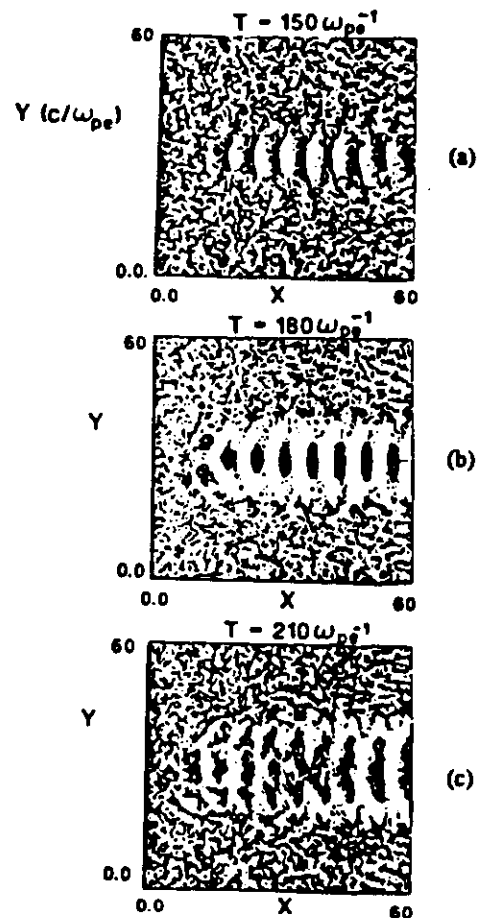 T = 150 ω_pe^-1
60
Y (c/ω_pe)
(a)
0.0.
0.0 X 60
T = 180 ω_pe^-1
60
Y
(b)
0.0
0.0 X 60
T = 210 ω_pe^-1
60
Y
(c)
0.0
0.0 X 60